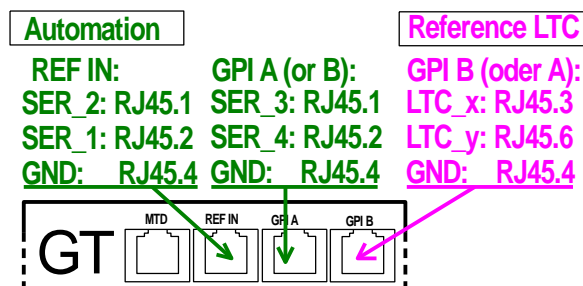 Automation
Reference LTC
REF IN:
GPI A (or B):
GPI B (oder A):
SER_2: RJ45.1
SER_3: RJ45.1
LTC_x: RJ45.3
SER_1: RJ45.2
SER_4: RJ45.2
LTC_y: RJ45.6
GND: RJ45.4
GND: RJ45.4
GND: RJ45.4
MTD
REF IN
GPI A
GPI B
GT